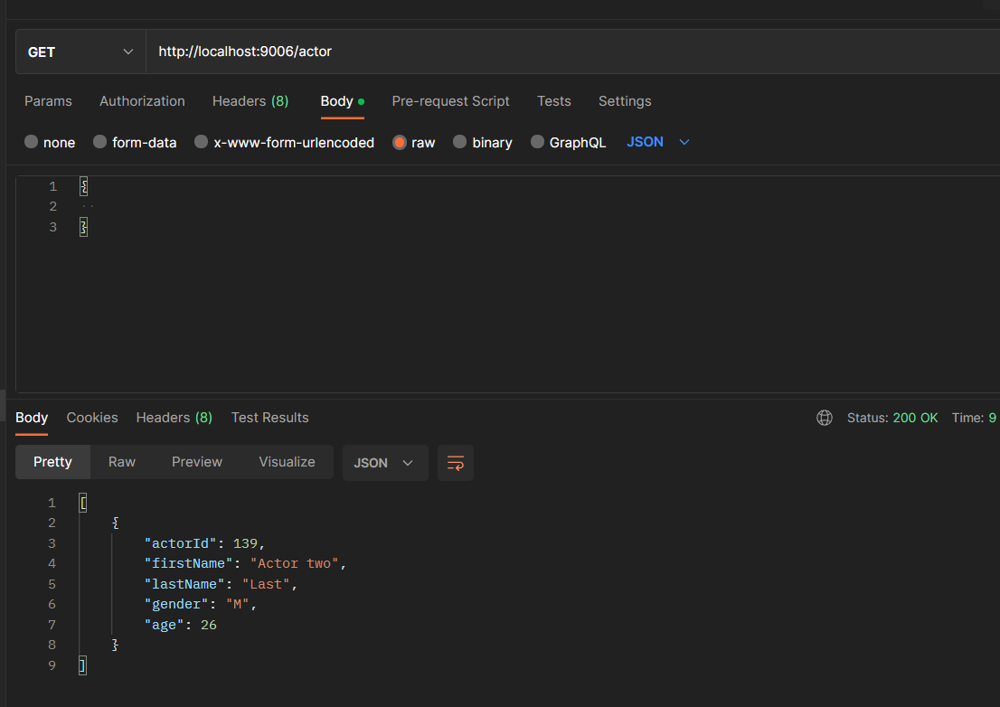 GET http://localhost:9006/actor
Params Authorization Headers (8) Body Pre-request Script Tests Settings
none form-data x-www-form-urlencoded raw binary GraphQL JSON
1 {
2
3 }
Body Cookies Headers (8) Test Results Status: 200 OK Time: 9
Pretty Raw Preview Visualize JSON
1 [
2 {
3 "actorId": 139,
4 "firstName": "Actor two",
5 "lastName": "Last",
6 "gender": "M",
7 "age": 26
8 }
9 ]